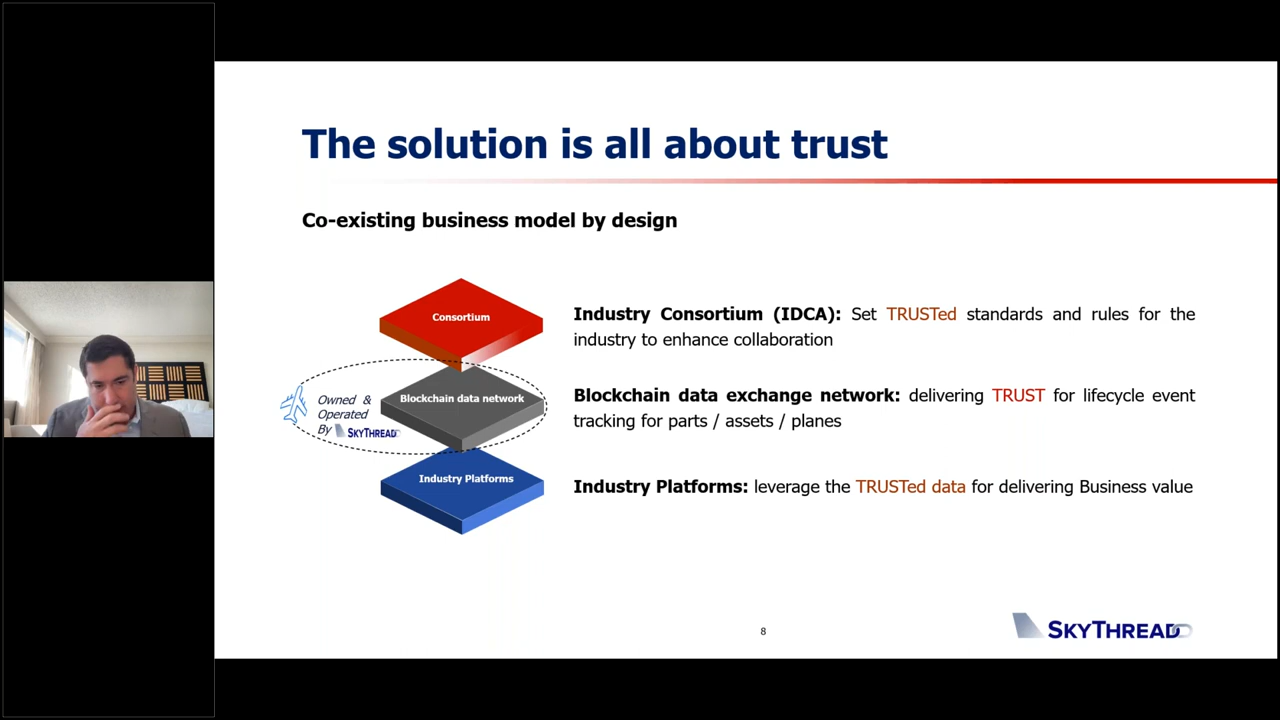 The solution is all about trust
Co-existing business model by design
Consortium
Industry Consortium (IDCA): Set TRUSTed standards and rules for the
industry to enhance collaboration
Owned &
Operated
By SKYTHREAD
Blockchain data network
Blockchain data exchange network: delivering TRUST for lifecycle event
tracking for parts / assets / planes
Industry Platforms
Industry Platforms: leverage the TRUSTed data for delivering Business value
8
SKYTHREAD